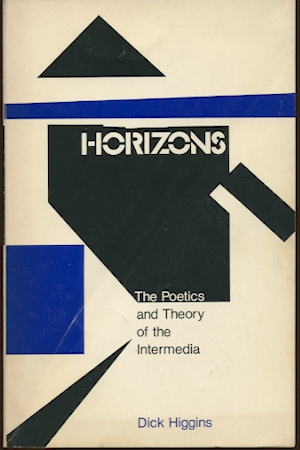 HORIZONS
The Poetics
and Theory
of the
Intermedia
Dick Higgins